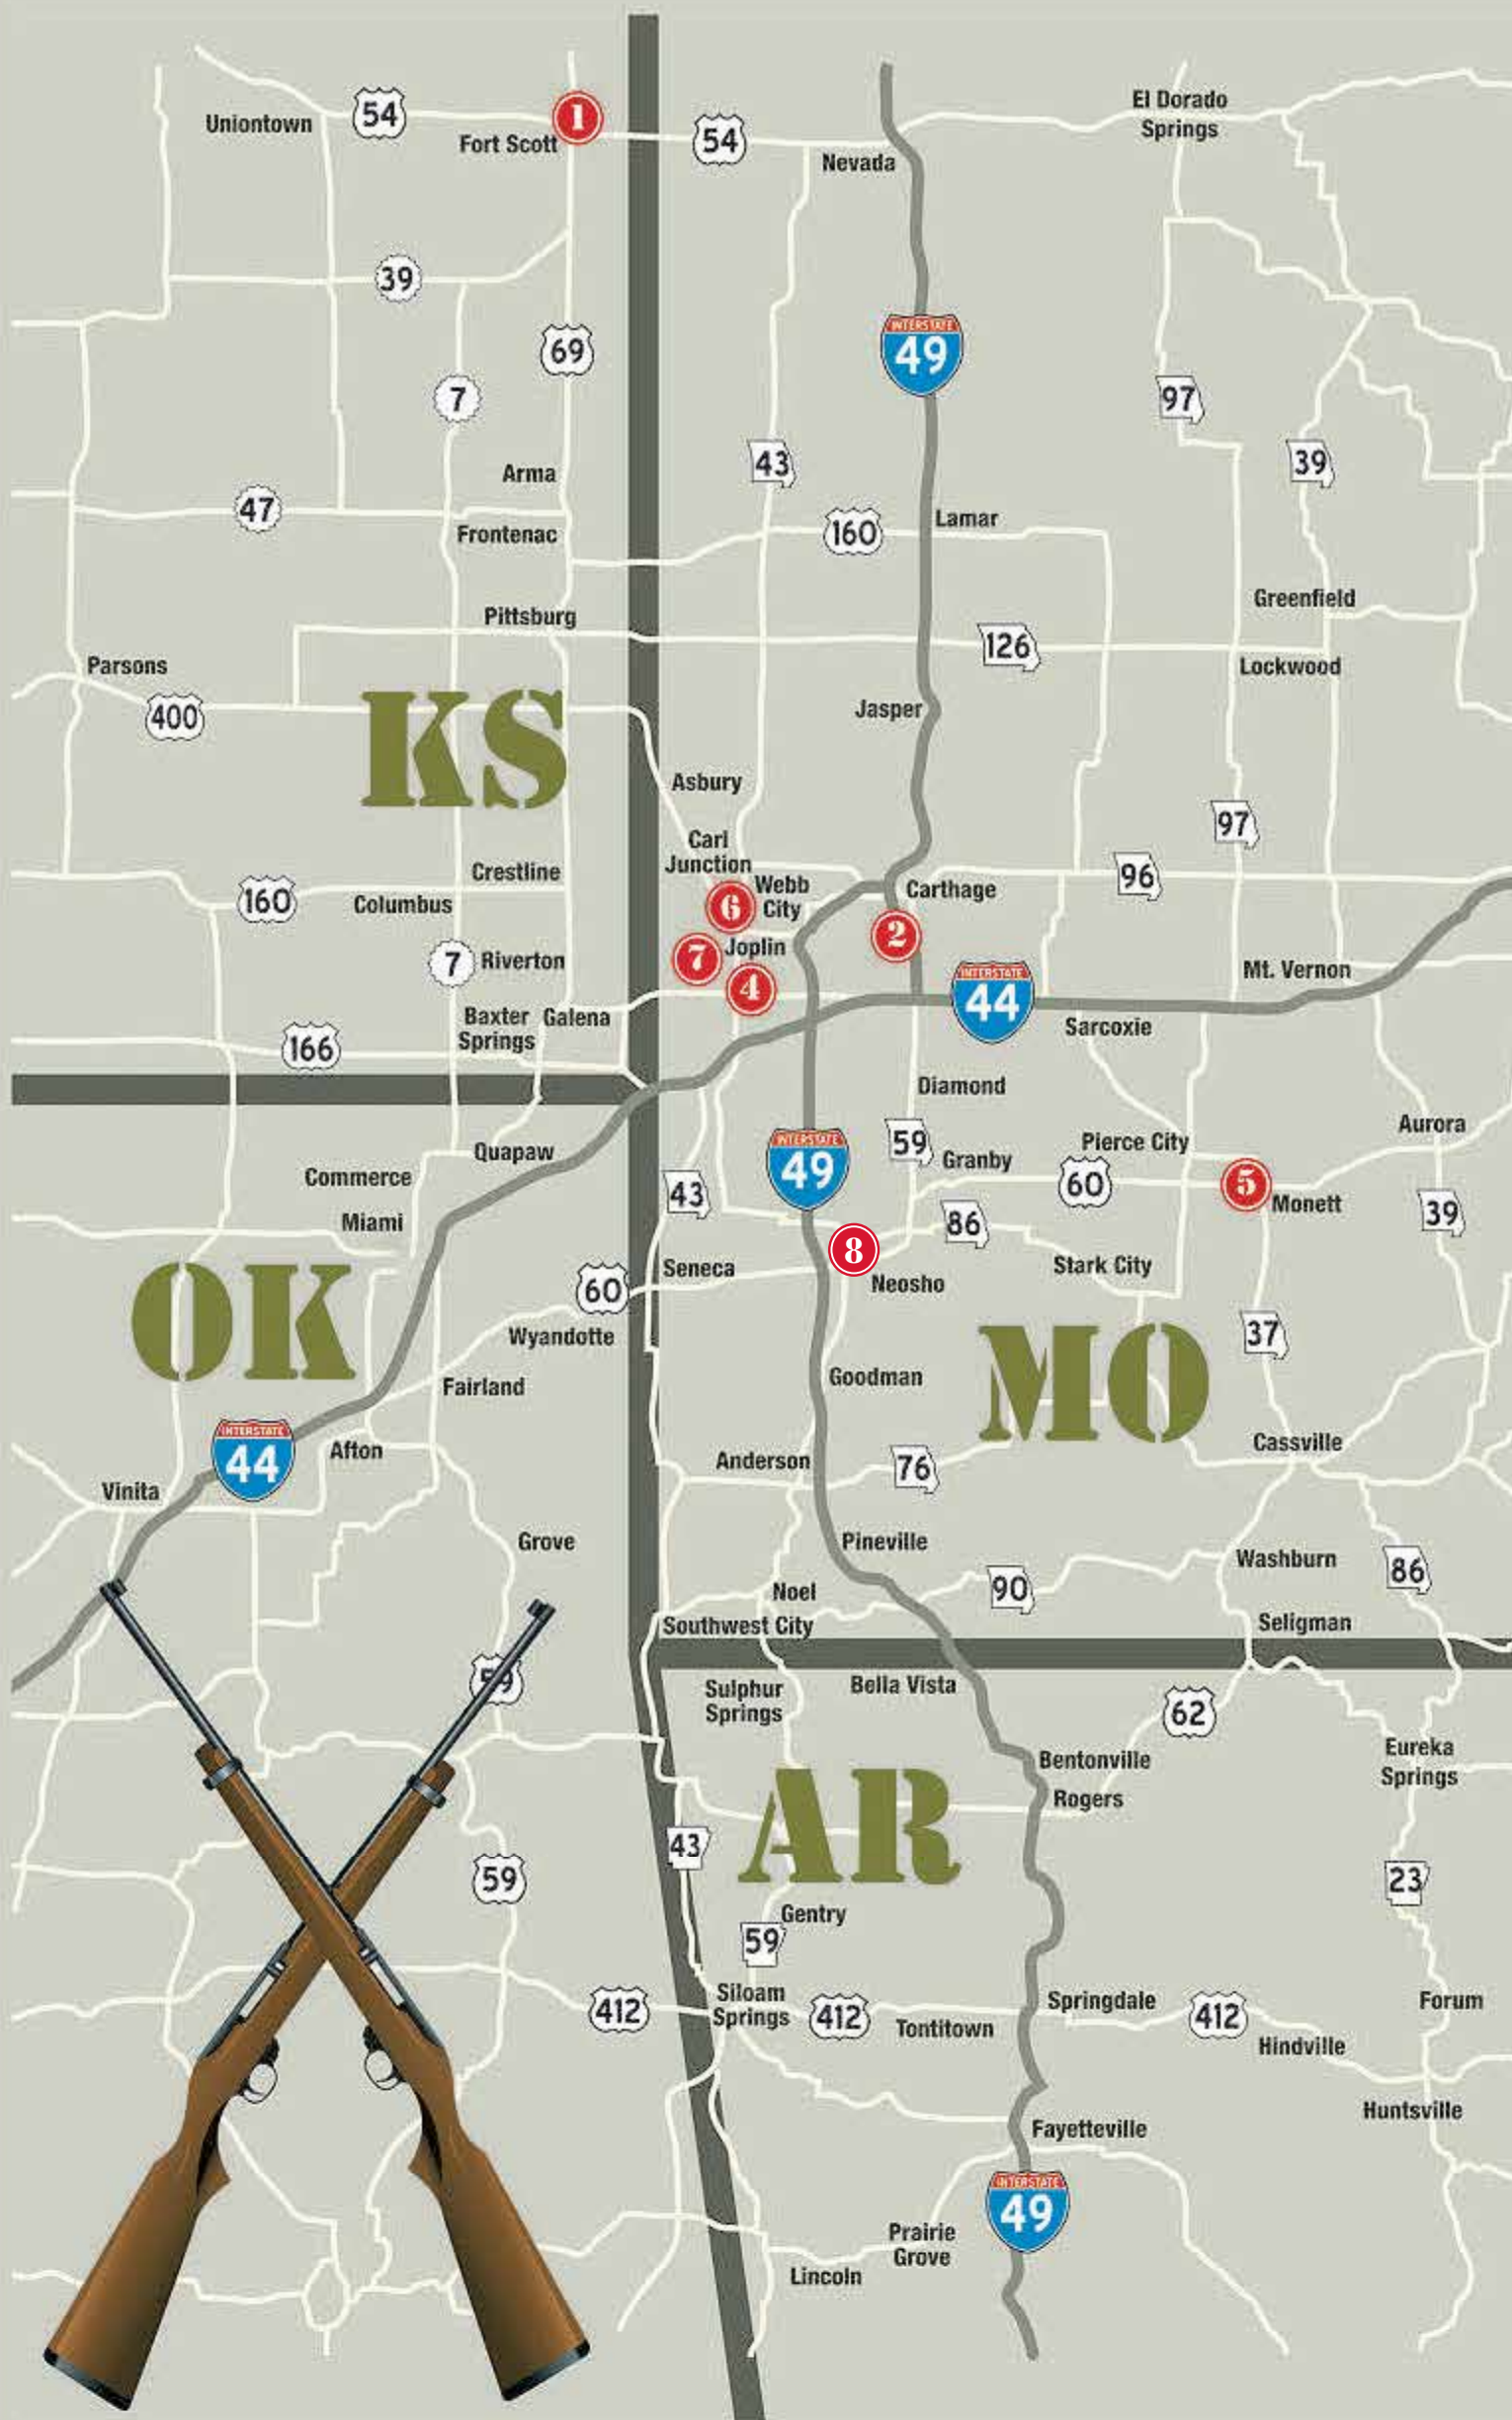 54
1
Uniontown
Fort Scott
54
Nevada
El Dorado
Springs
39
69
7
INTERSTATE
49
97
43
39
Arma
47
Frontenac
160
Lamar
Pittsburg
Greenfield
126
Parsons
Lockwood
400
KS
Jasper
Asbury
97
Carl
Junction
Crestline
96
Webb
City
Carthage
160
Columbus
6
2
7
Riverton
7
Joplin
4
INTERSTATE
44
Mt. Vernon
Baxter
Springs
Galena
Sarcoxie
166
Diamond
Aurora
Quapaw
INTERSTATE
49
59
Granby
Pierce City
60
5
Monett
Commerce
43
39
Miami
86
8
OK
Seneca
Stark City
60
Neosho
Wyandotte
MO
37
Fairland
Goodman
INTERSTATE
44
Afton
Cassville
Anderson
76
Vinita
Grove
Pineville
Washburn
86
Noel
90
Southwest City
Seligman
59
Sulphur
Springs
Bella Vista
62
Bentonville
Eureka
Springs
Rogers
AR
43
59
23
Gentry
59
412
Siloam
Springs
412
Springdale
412
Forum
Tontitown
Hindville
Huntsville
Fayetteville
INTERSTATE
49
Prairie
Grove
Lincoln